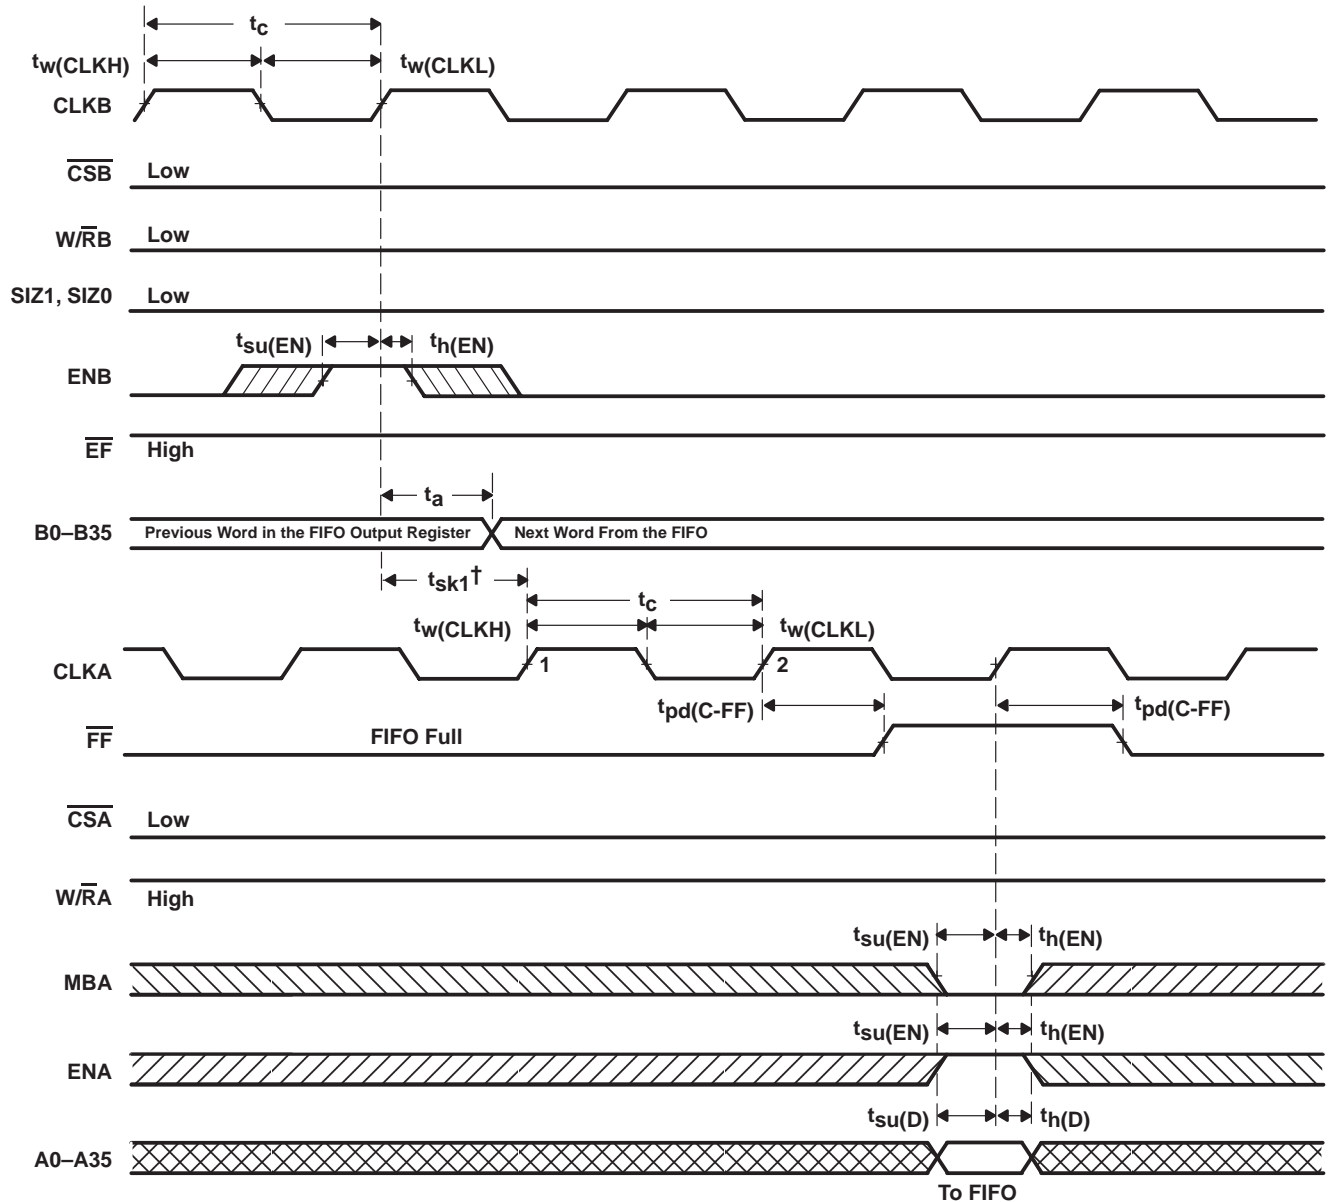 tc
tw(CLKH) tw(CLKL)
CLKB
CSB Low
W/RB Low
SIZ1, SIZ0 Low
tsu(EN) th(EN)
ENB
EF High
ta
B0–B35 Previous Word in the FIFO Output Register Next Word From the FIFO
tsk1†
tc
tw(CLKH) tw(CLKL)
CLKA 1 2
tpd(C-FF) tpd(C-FF)
FF FIFO Full
CSA Low
W/RA High
tsu(EN) th(EN)
MBA
tsu(EN) th(EN)
ENA
tsu(D) th(D)
A0–A35
To FIFO